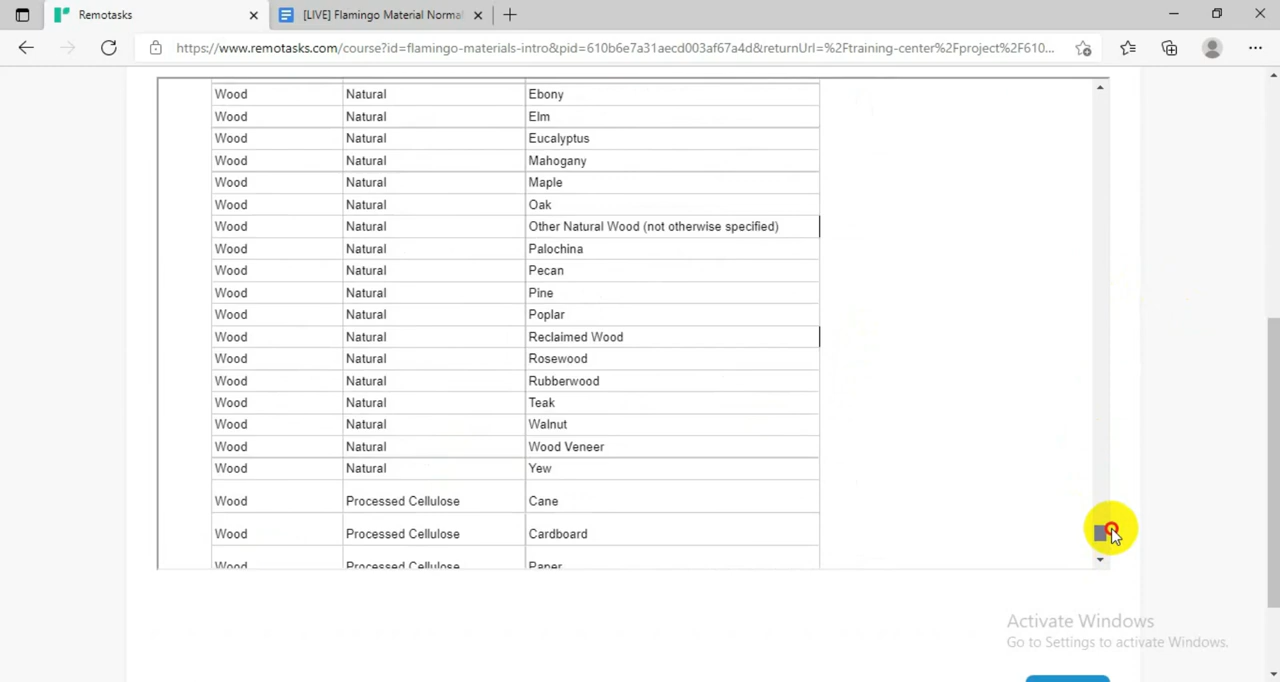 Remotasks
[LIVE] Flamingo Material Normal
https://www.remotasks.com/course?id=flamingo-materials-intro&pid=610b6e7a31aecd003af67a4d&returnUrl=%2Ftraining-center%2Fproject%2F610...
Wood Natural Ebony
Wood Natural Elm
Wood Natural Eucalyptus
Wood Natural Mahogany
Wood Natural Maple
Wood Natural Oak
Wood Natural Other Natural Wood (not otherwise specified)
Wood Natural Palochina
Wood Natural Pecan
Wood Natural Pine
Wood Natural Poplar
Wood Natural Reclaimed Wood
Wood Natural Rosewood
Wood Natural Rubberwood
Wood Natural Teak
Wood Natural Walnut
Wood Natural Wood Veneer
Wood Natural Yew
Wood Processed Cellulose Cane
Wood Processed Cellulose Cardboard
Wood Processed Cellulose Paper
Activate Windows
Go to Settings to activate Windows.